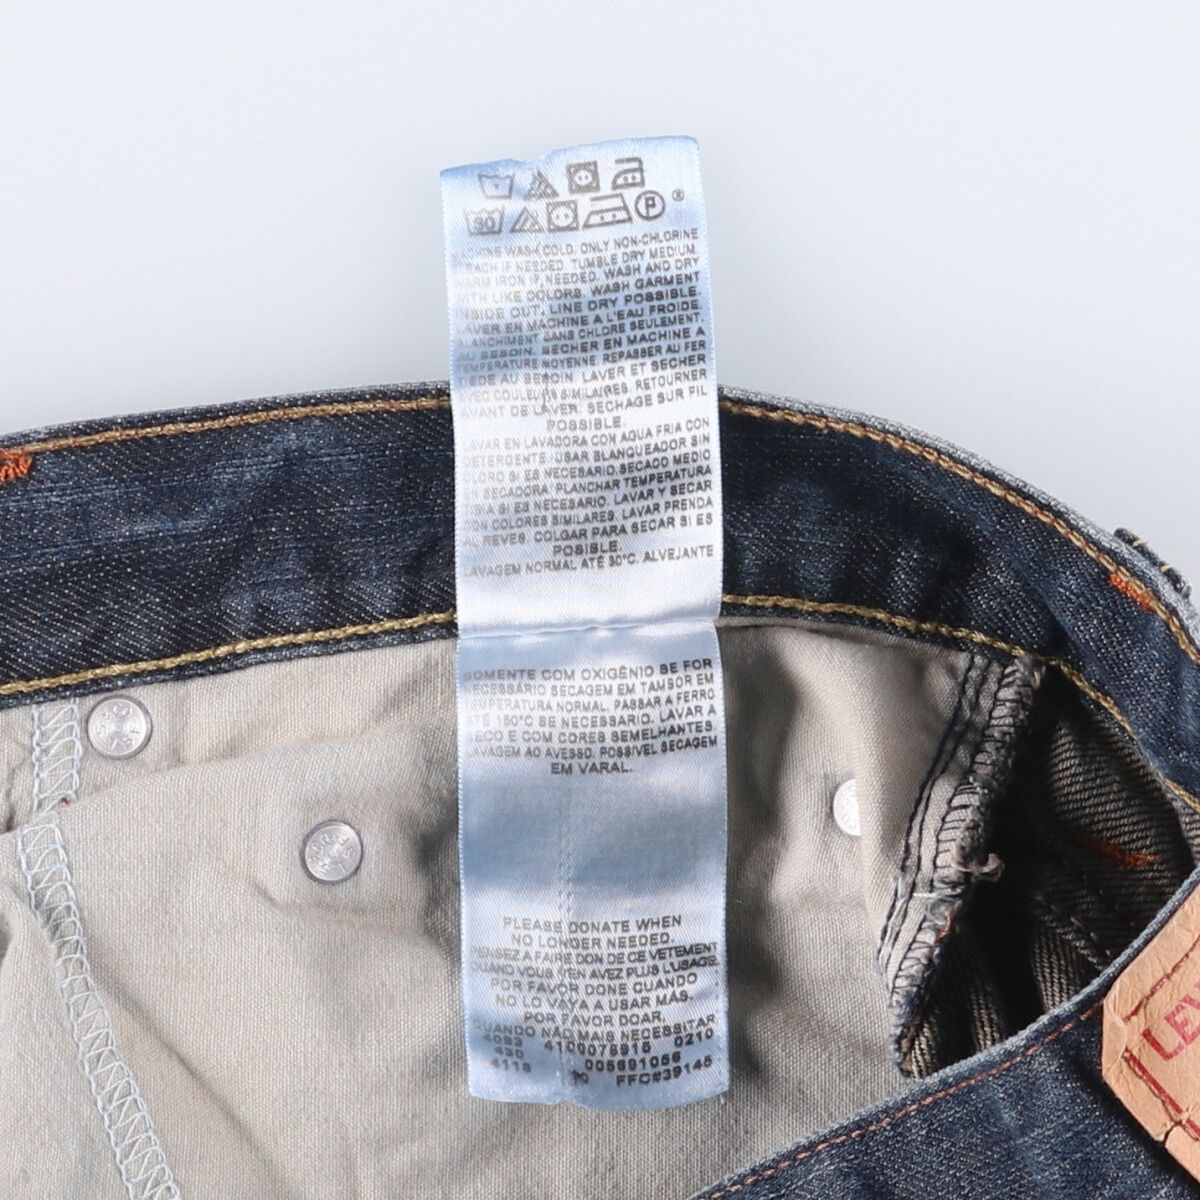 30
P
®
MACHINE WASH COLD. ONLY NON-CHLORINE
BLEACH IF NEEDED. TUMBLE DRY MEDIUM.
WARM IRON IF NEEDED. WASH AND DRY
WITH LIKE COLORS. WASH GARMENT
INSIDE OUT. LINE DRY POSSIBLE.
LAVER EN MACHINE A L'EAU FROIDE.
BLANCHIMENT SANS CHLORE SEULEMENT.
AU BESOIN. SECHER EN MACHINE A
TEMPERATURE MOYENNE. REPASSER AU FER
TIEDE AU BESOIN. LAVER ET SECHER
AVEC COULEURS SIMILAIRES. RETOURNER
AVANT DE LAVER. SECHAGE SUR FIL
POSSIBLE.
LAVAR EN LAVADORA CON AGUA FRIA CON
DETERGENTE. USAR BLANQUEADOR SIN
CLORO SI ES NECESARIO. SECADO MEDIO
EN SECADORA. PLANCHAR TEMPERATURA
TIBIA SI ES NECESARIO. LAVAR Y SECAR
CON COLORES SIMILARES. LAVAR PRENDA
AL REVES. COLGAR PARA SECAR SI ES
POSIBLE.
LAVAGEM NORMAL ATÉ 30°C. ALVEJANTE
SOMENTE COM OXIGÊNIO SE FOR
NECESSÁRIO SECAGEM EM TAMBOR EM
TEMPERATURA NORMAL. PASSAR A FERRO
ATÉ 150°C SE NECESSÁRIO. LAVAR A
SECO E COM CORES SEMELHANTES.
LAVAGEM AO AVESSO. POSSIVEL SECAGEM
EM VARAL.
PLEASE DONATE WHEN
NO LONGER NEEDED.
PENSEZ A FAIRE DON DE CE VETEMENT
QUAND VOUS N'EN AVEZ PLUS L'USAGE.
POR FAVOR DONE CUANDO
NO LO VAYA A USAR MÁS.
POR FAVOR DOAR,
QUANDO NÃO MAIS NECESSITAR
4093 4100075915 0210
430 005691056
4118 10 FFC#39145
LEV